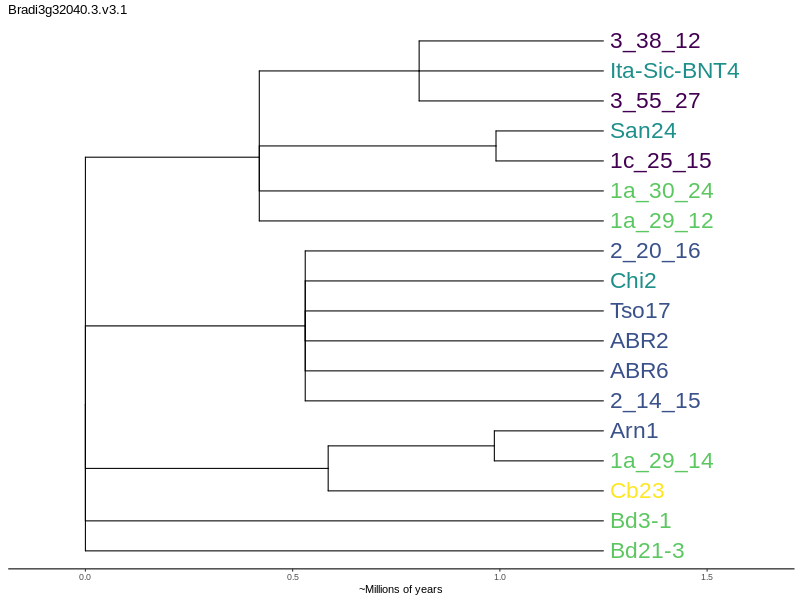 Bradi3g32040.3.v3.1
3_38_12
Ita-Sic-BNT4
3_55_27
San24
1c_25_15
1a_30_24
1a_29_12
2_20_16
Chi2
Tso17
ABR2
ABR6
2_14_15
Arn1
1a_29_14
Cb23
Bd3-1
Bd21-3
0.0 0.5 1.0 1.5
~Millions of years